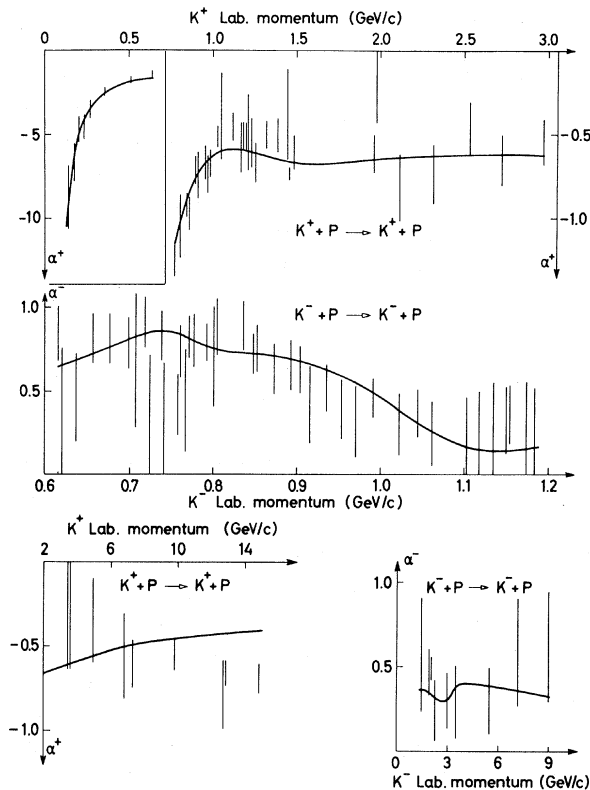 K⁺ Lab. momentum (GeV/c)
0 0.5 1.0 1.5 2.0 2.5 3.0
-5 -0.5
-10 -1.0
K⁺ + P → K⁺ + P
α⁺ α⁺
α⁻
K⁻ + P → K⁻ + P
1.0
0.5
0.6 0.7 0.8 0.9 1.0 1.1 1.2
K⁻ Lab. momentum (GeV/c)
K⁺ Lab. momentum (GeV/c)
2 6 10 14
K⁺+P → K⁺+P
-0.5
-1.0
α⁺
α⁻
1.0
K⁻+P → K⁻+P
0.5
0
0 3 6 9
K⁻ Lab. momentum (GeV/c)